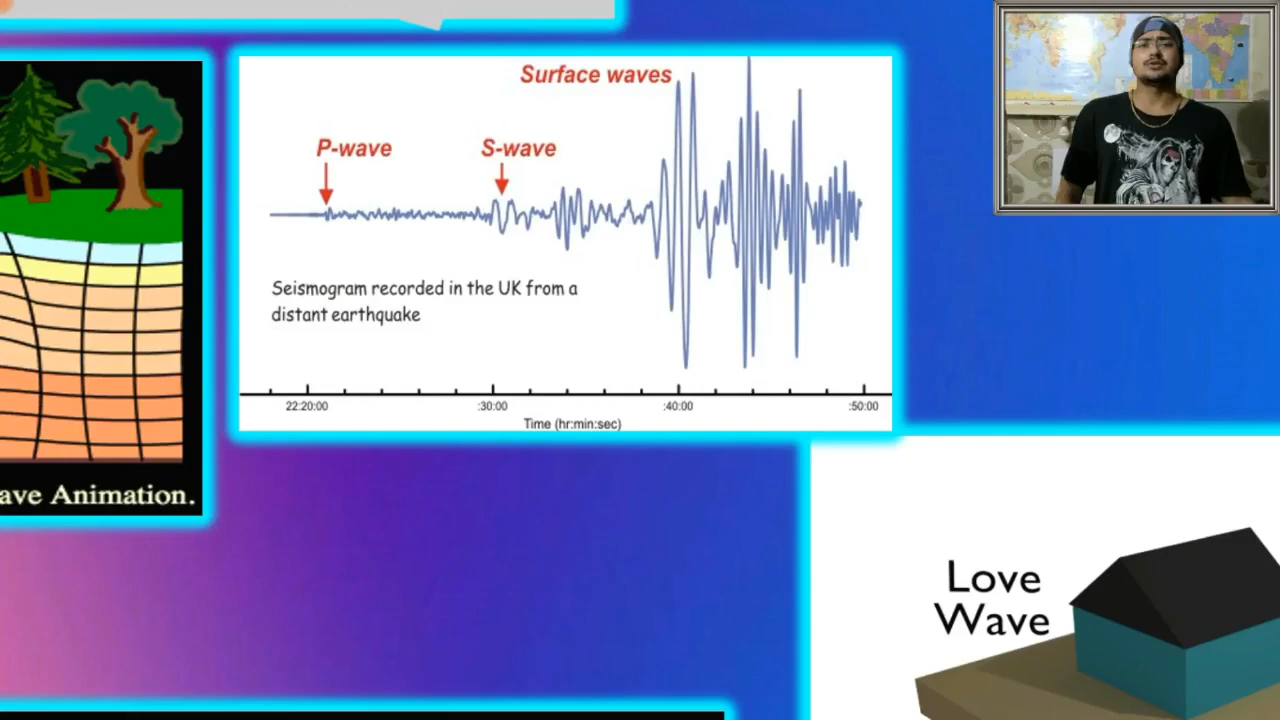 Surface waves
P-wave
S-wave
Seismogram recorded in the UK from a
distant earthquake
22:20:00
:30:00
:40:00
:50:00
Time (hr:min:sec)
ave Animation.
Love
Wave